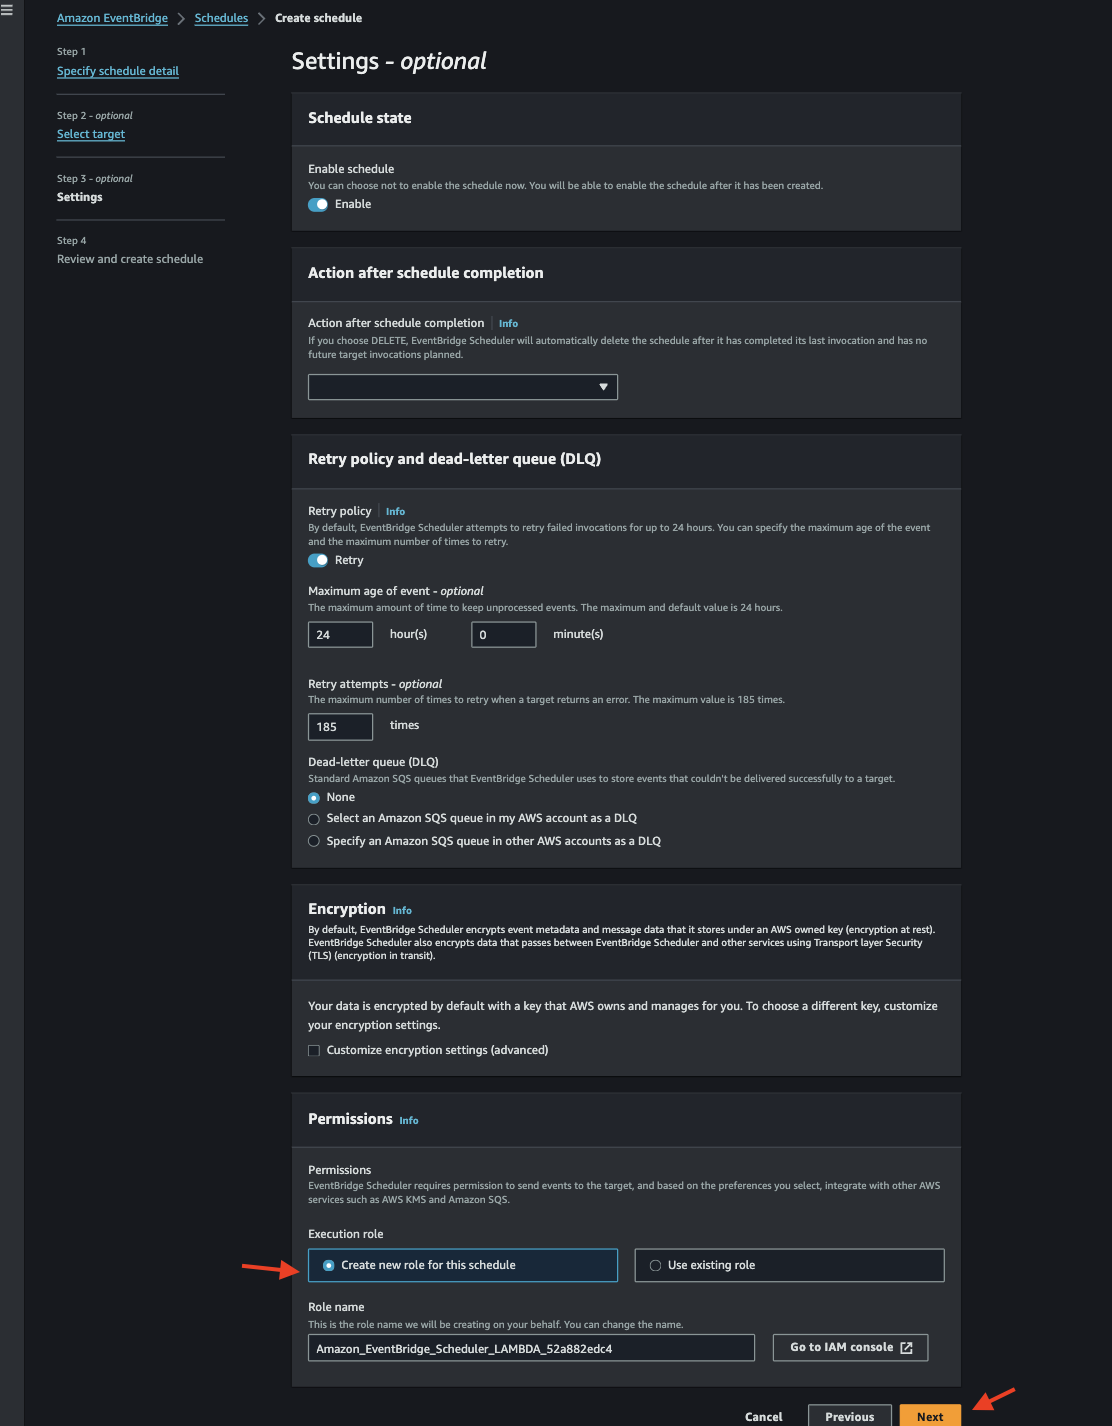 Amazon EventBridge > Schedules > Create schedule
Step 1
Specify schedule detail
Step 2 - optional
Select target
Step 3 - optional
Settings
Step 4
Review and create schedule
Settings - optional
Schedule state
Enable schedule
You can choose not to enable the schedule now. You will be able to enable the schedule after it has been created.
Enable
Action after schedule completion
Action after schedule completion | Info
If you choose DELETE, EventBridge Scheduler will automatically delete the schedule after it has completed its last invocation and has no
future target invocations planned.
Retry policy and dead-letter queue (DLQ)
Retry policy | Info
By default, EventBridge Scheduler attempts to retry failed invocations for up to 24 hours. You can specify the maximum age of the event
and the maximum number of times to retry.
Retry
Maximum age of event - optional
The maximum amount of time to keep unprocessed events. The maximum and default value is 24 hours.
24 hour(s) 0 minute(s)
Retry attempts - optional
The maximum number of times to retry when a target returns an error. The maximum value is 185 times.
185 times
Dead-letter queue (DLQ)
Standard Amazon SQS queues that EventBridge Scheduler uses to store events that couldn't be delivered successfully to a target.
None
Select an Amazon SQS queue in my AWS account as a DLQ
Specify an Amazon SQS queue in other AWS accounts as a DLQ
Encryption Info
By default, EventBridge Scheduler encrypts event metadata and message data that it stores under an AWS owned key (encryption at rest).
EventBridge Scheduler also encrypts data that passes between EventBridge Scheduler and other services using Transport layer Security
(TLS) (encryption in transit).
Your data is encrypted by default with a key that AWS owns and manages for you. To choose a different key, customize
your encryption settings.
Customize encryption settings (advanced)
Permissions Info
Permissions
EventBridge Scheduler requires permission to send events to the target, and based on the preferences you select, integrate with other AWS
services such as AWS KMS and Amazon SQS.
Execution role
Create new role for this schedule Use existing role
Role name
This is the role name we will be creating on your behalf. You can change the name.
Amazon_EventBridge_Scheduler_LAMBDA_52a882edc4 Go to IAM console
Cancel Previous Next